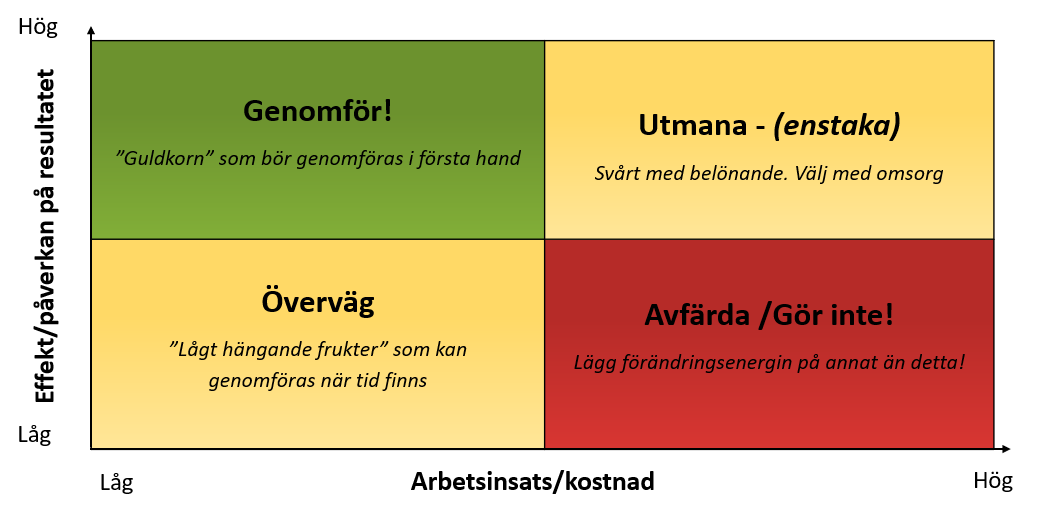 Hög
Effekt/påverkan på resultatet
Genomför!
”Guldkorn” som bör genomföras i första hand
Utmana - (enstaka)
Svårt med belönande. Välj med omsorg
Överväg
”Lågt hängande frukter” som kan
genomföras när tid finns
Avfärda /Gör inte!
Lägg förändringsenergin på annat än detta!
Låg
Låg
Arbetsinsats/kostnad
Hög